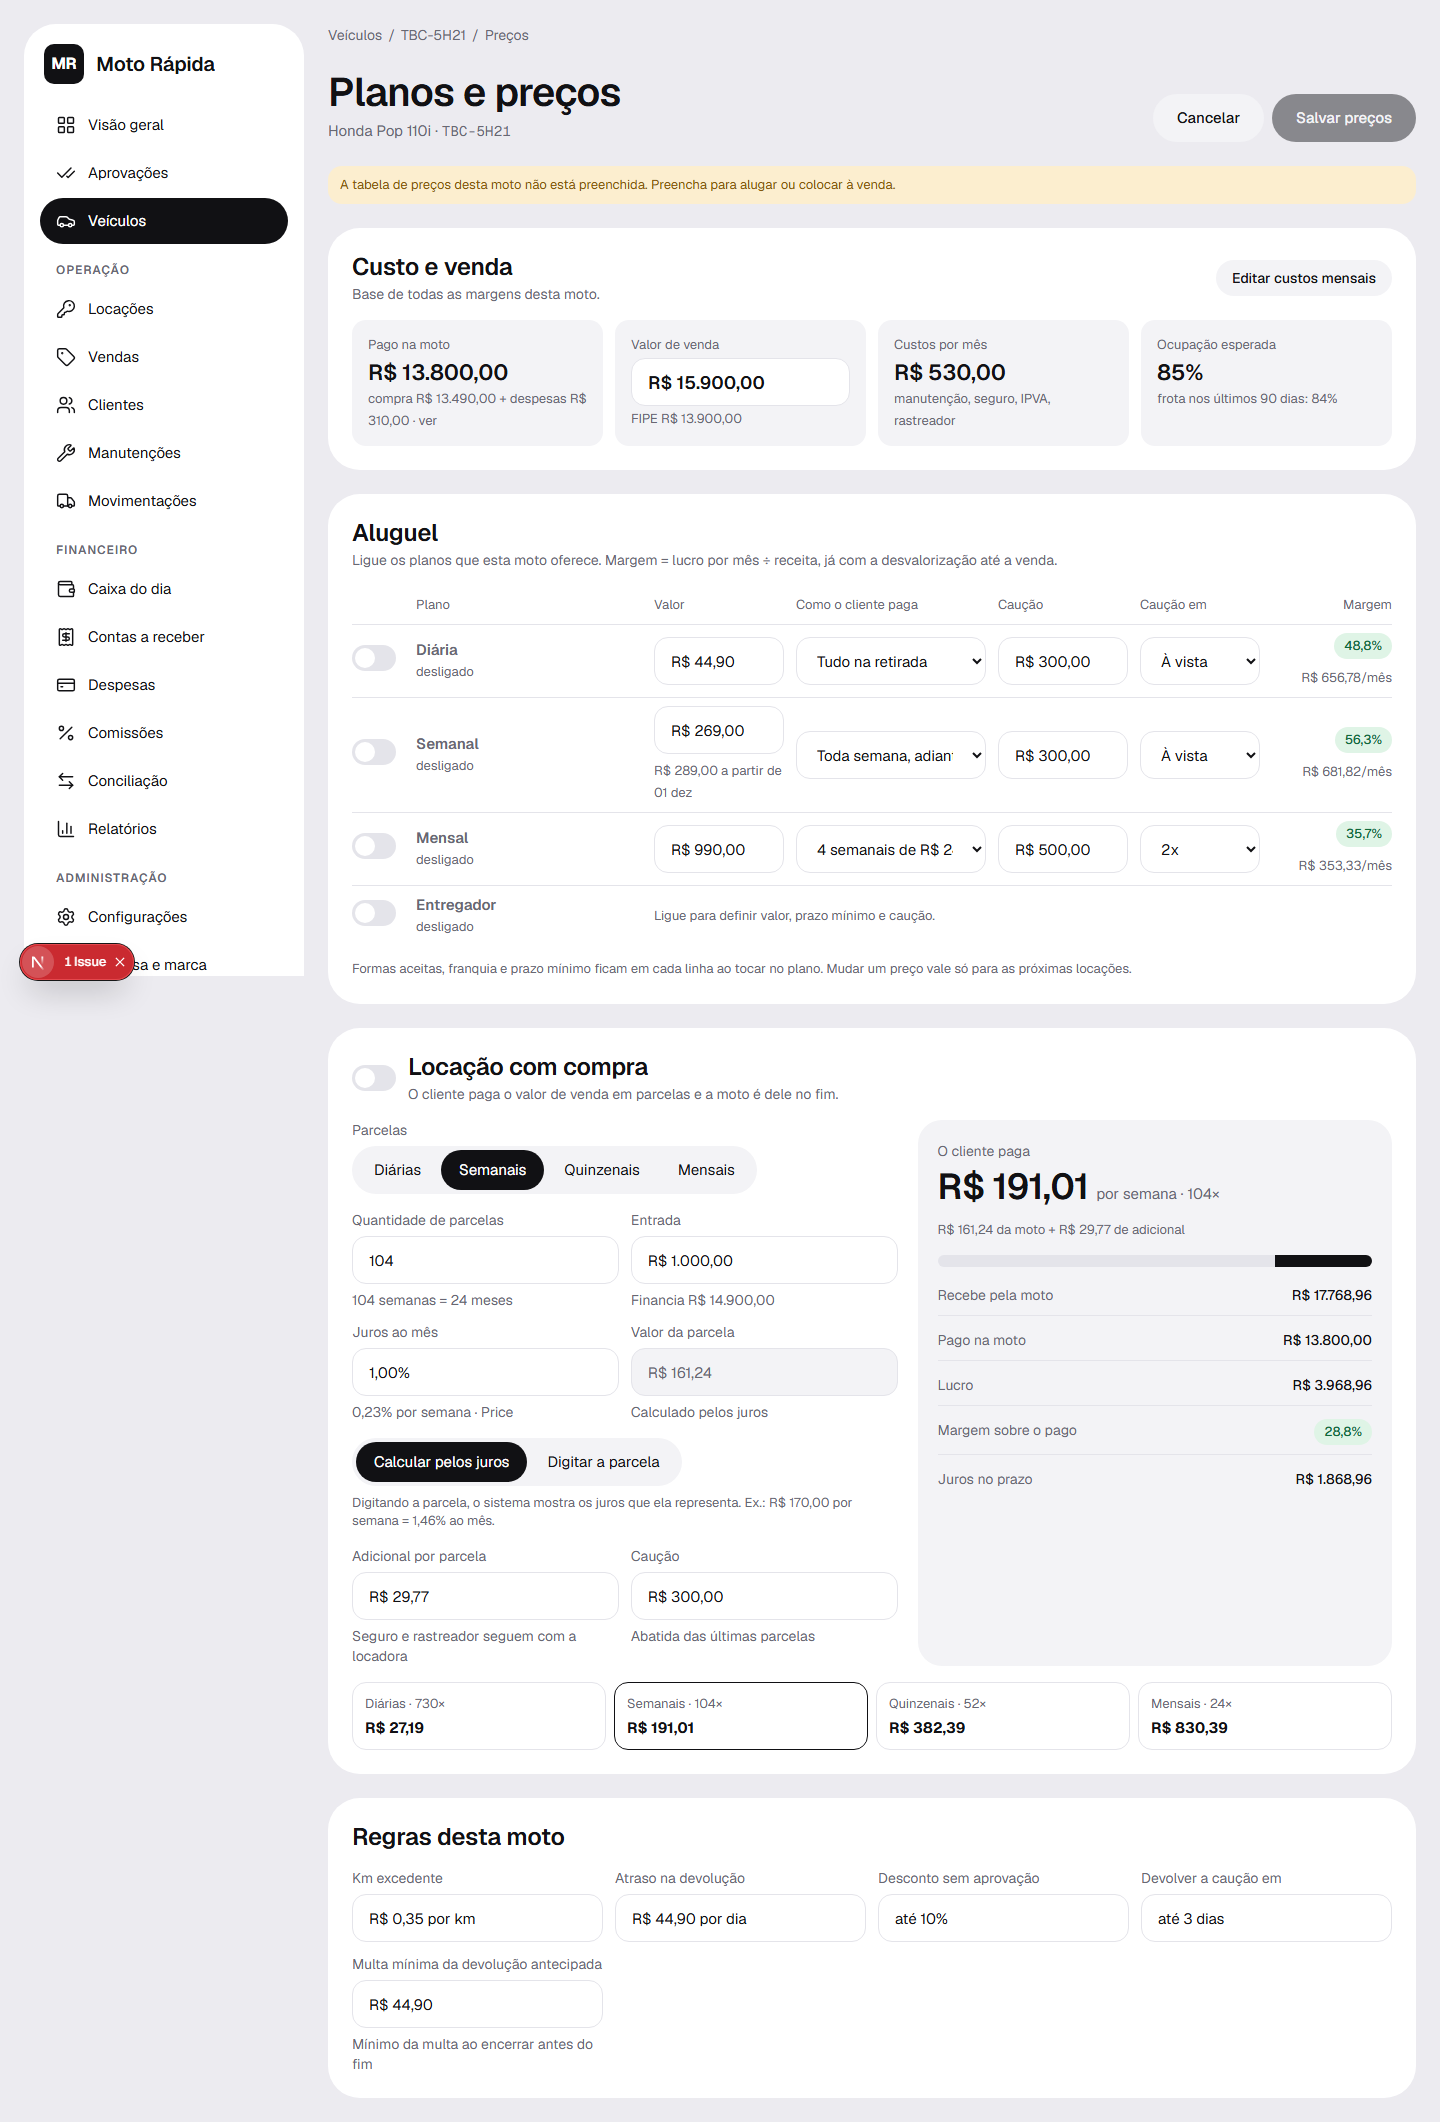 Veículos / TBC-5H21 / Preços
MR Moto Rápida
Visão geral
Aprovações
Veículos
OPERAÇÃO
Locações
Vendas
Clientes
Manutenções
Movimentações
FINANCEIRO
Caixa do dia
Contas a receber
Despesas
Comissões
Conciliação
Relatórios
ADMINISTRAÇÃO
Configurações
sa e marca
1 Issue
Planos e preços
Honda Pop 110i · TBC-5H21
Cancelar
Salvar preços
A tabela de preços desta moto não está preenchida. Preencha para alugar ou colocar à venda.
Custo e venda
Base de todas as margens desta moto.
Editar custos mensais
Pago na moto
R$ 13.800,00
compra R$ 13.490,00 + despesas R$
310,00 · ver
Valor de venda
R$ 15.900,00
FIPE R$ 13.900,00
Custos por mês
R$ 530,00
manutenção, seguro, IPVA,
rastreador
Ocupação esperada
85%
frota nos últimos 90 dias: 84%
Aluguel
Ligue os planos que esta moto oferece. Margem = lucro por mês ÷ receita, já com a desvalorização até a venda.
Plano Valor Como o cliente paga Caução Caução em Margem
Diária
desligado
R$ 44,90
Tudo na retirada
R$ 300,00
À vista
48,8%
R$ 656,78/mês
Semanal
desligado
R$ 269,00
R$ 289,00 a partir de
01 dez
Toda semana, adian
R$ 300,00
À vista
56,3%
R$ 681,82/mês
Mensal
desligado
R$ 990,00
4 semanais de R$ 2
R$ 500,00
2x
35,7%
R$ 353,33/mês
Entregador
desligado
Ligue para definir valor, prazo mínimo e caução.
Formas aceitas, franquia e prazo mínimo ficam em cada linha ao tocar no plano. Mudar um preço vale só para as próximas locações.
Locação com compra
O cliente paga o valor de venda em parcelas e a moto é dele no fim.
Parcelas
Diárias Semanais Quinzenais Mensais
Quantidade de parcelas
104
104 semanas = 24 meses
Entrada
R$ 1.000,00
Financia R$ 14.900,00
Juros ao mês
1,00%
0,23% por semana · Price
Valor da parcela
R$ 161,24
Calculado pelos juros
Calcular pelos juros Digitar a parcela
Digitando a parcela, o sistema mostra os juros que ela representa. Ex.: R$ 170,00 por
semana = 1,46% ao mês.
Adicional por parcela
R$ 29,77
Seguro e rastreador seguem com a
locadora
Caução
R$ 300,00
Abatida das últimas parcelas
O cliente paga
R$ 191,01 por semana · 104×
R$ 161,24 da moto + R$ 29,77 de adicional
Recebe pela moto R$ 17.768,96
Pago na moto R$ 13.800,00
Lucro R$ 3.968,96
Margem sobre o pago 28,8%
Juros no prazo R$ 1.868,96
Diárias · 730×
R$ 27,19
Semanais · 104×
R$ 191,01
Quinzenais · 52×
R$ 382,39
Mensais · 24×
R$ 830,39
Regras desta moto
Km excedente
R$ 0,35 por km
Atraso na devolução
R$ 44,90 por dia
Desconto sem aprovação
até 10%
Devolver a caução em
até 3 dias
Multa mínima da devolução antecipada
R$ 44,90
Mínimo da multa ao encerrar antes do
fim